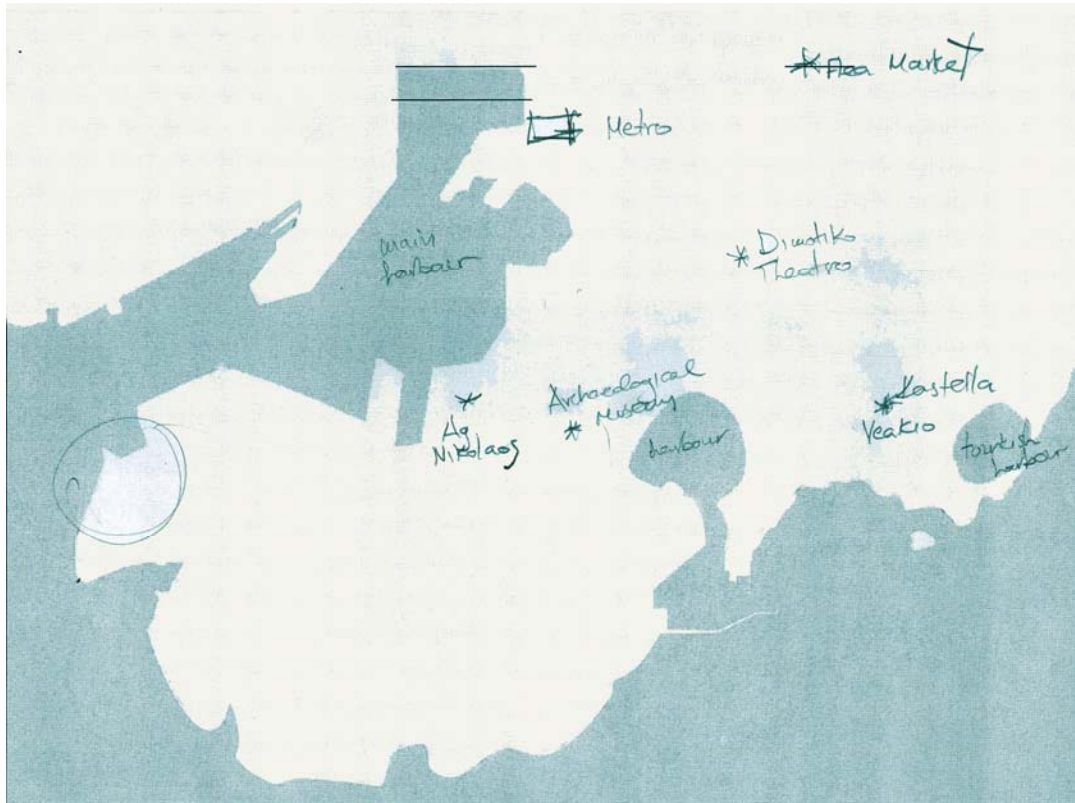 Flea Market
Metro
main
harbour
Dimotiko
Theatro
Archaeological
Museum
Ag
Nikolaos
harbour
Kastella
Veakio
tourkish
harbour